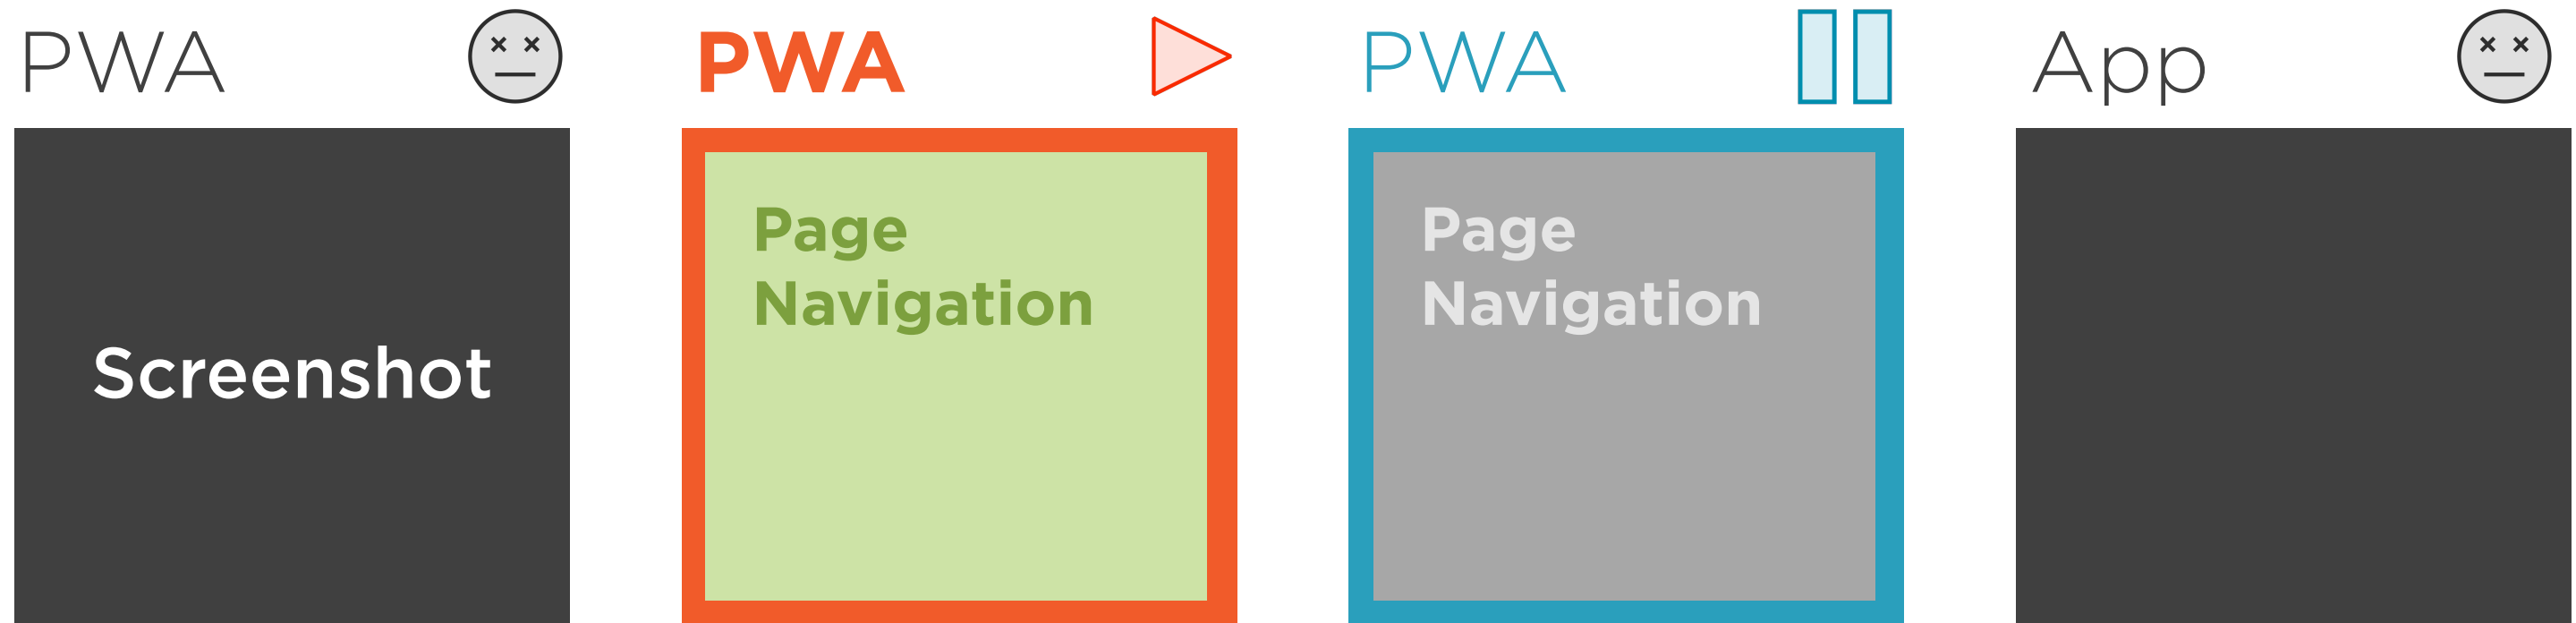 PWA
Screenshot
PWA
Page
Navigation
PWA
Page
Navigation
App